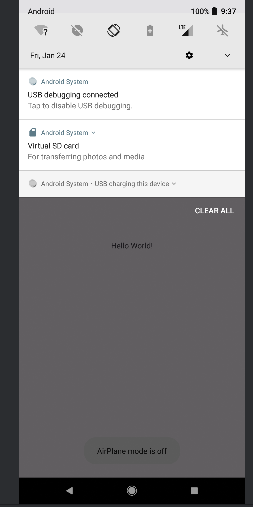 Android 100% 9:37
LTE
Fri, Jan 24
Android System
USB debugging connected
Tap to disable USB debugging.
Android System
Virtual SD card
For transferring photos and media
Android System • USB charging this device
CLEAR ALL
Hello World!
AirPlane mode is off